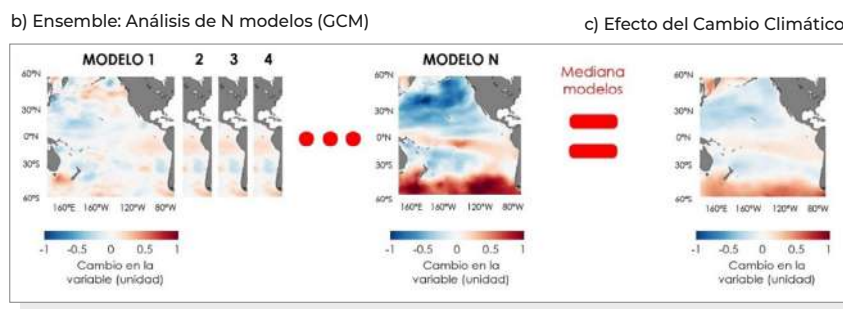 b) Ensemble: Análisis de N modelos (GCM)
c) Efecto del Cambio Climático
MODELO 1 2 3 4
MODELO N
Mediana
modelos
60°N
30°N
0°N
30°S
60°S
160°E 160°W 120°W 80°W
-1 -0.5 0 0.5 1
Cambio en la
variable (unidad)
60°N
30°N
0°N
30°S
60°S
160°E 160°W 120°W 80°W
-1 -0.5 0 0.5 1
Cambio en la
variable (unidad)
60°N
30°N
0°N
30°S
60°S
160°E 160°W 120°W 80°W
-1 -0.5 0 0.5 1
Cambio en la
variable (unidad)